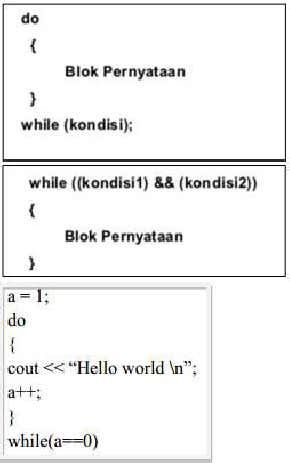 do
{
Blok Pernyataan
}
while (kondisi);
while ((kondisi1) && (kondisi2))
{
Blok Pernyataan
}
a = 1;
do
{
cout << “Hello world \n”;
a++;
}
while(a==0)